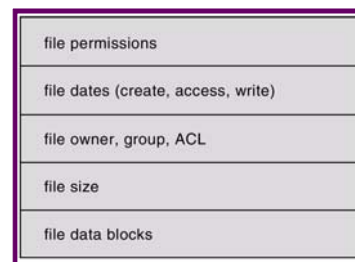 file permissions
file dates (create, access, write)
file owner, group, ACL
file size
file data blocks